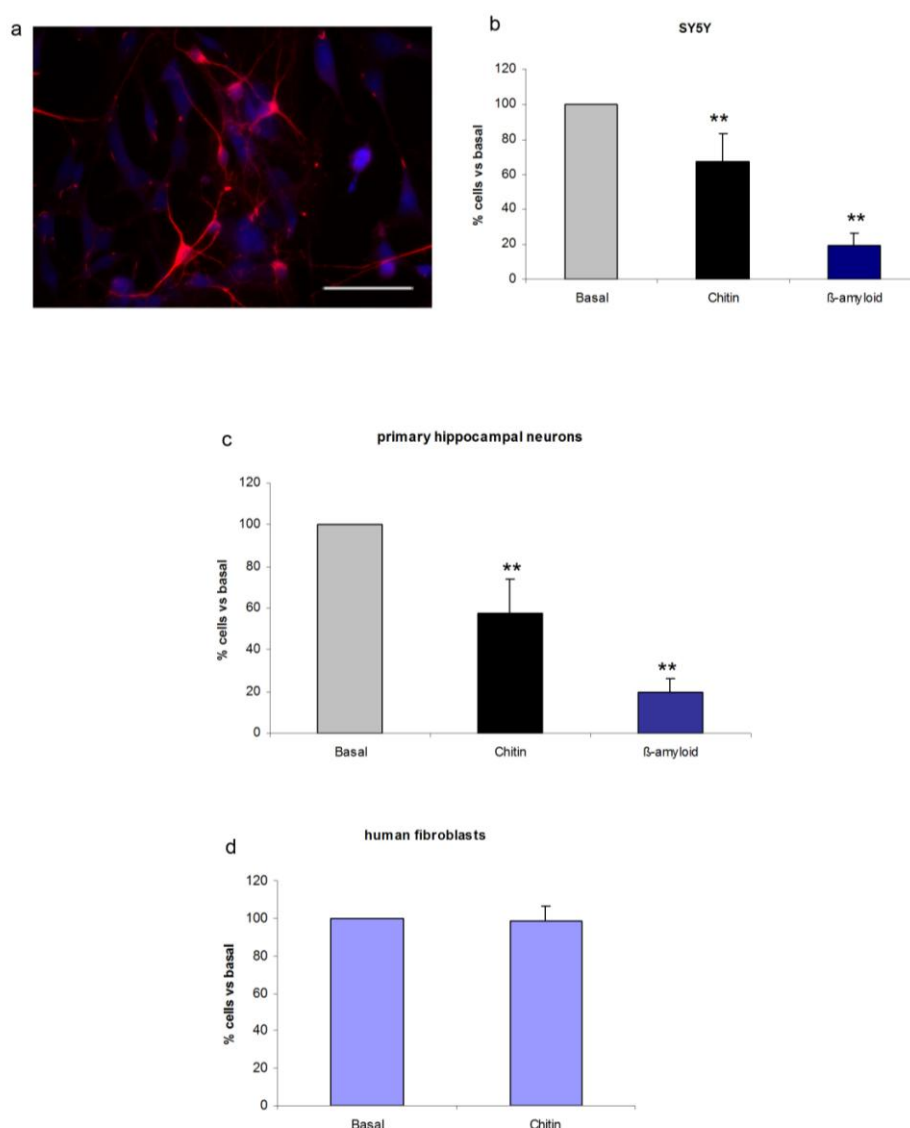 a
b
SY5Y
120
100
80
60
40
20
0
% cells vs basal
**
**
Basal Chitin ß-amyloid
c
primary hippocampal neurons
120
100
80
60
40
20
0
% cells vs basal
**
**
Basal Chitin ß-amyloid
d
human fibroblasts
120
100
80
60
40
20
0
% cells vs basal
Basal Chitin